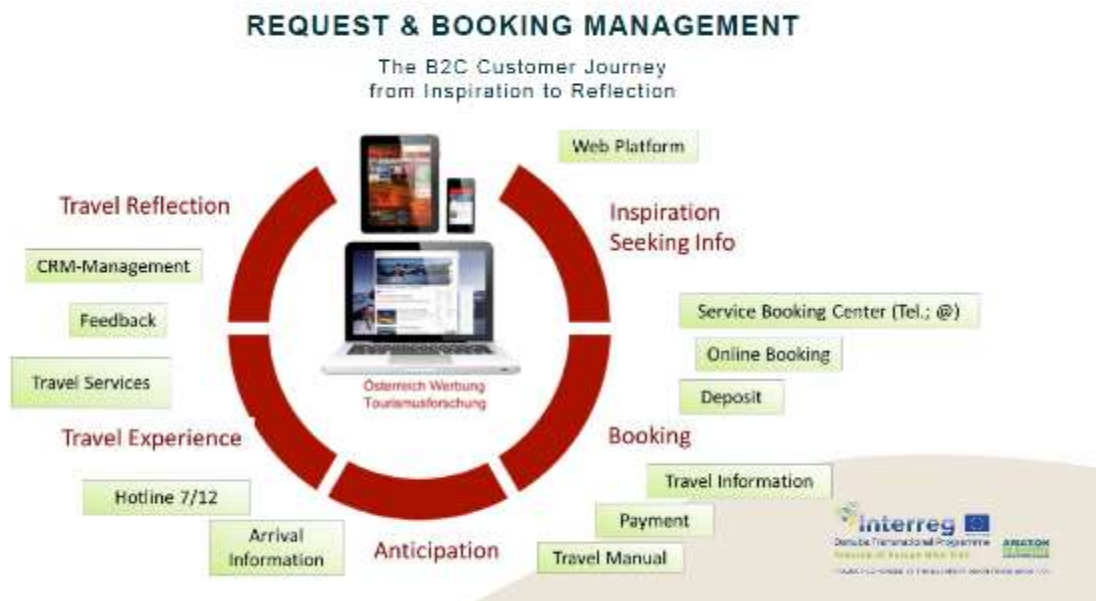 REQUEST & BOOKING MANAGEMENT
The B2C Customer Journey
from Inspiration to Reflection
Web Platform
Inspiration
Seeking Info
Service Booking Center (Tel.; @)
Online Booking
Deposit
Booking
Travel Information
Payment
Travel Manual
Anticipation
Arrival
Information
Hotline 7/12
Travel Experience
Travel Services
Feedback
CRM-Management
Travel Reflection
Österreich Werbung
Tourismusforschung
Interreg
Danube Transnational Programme